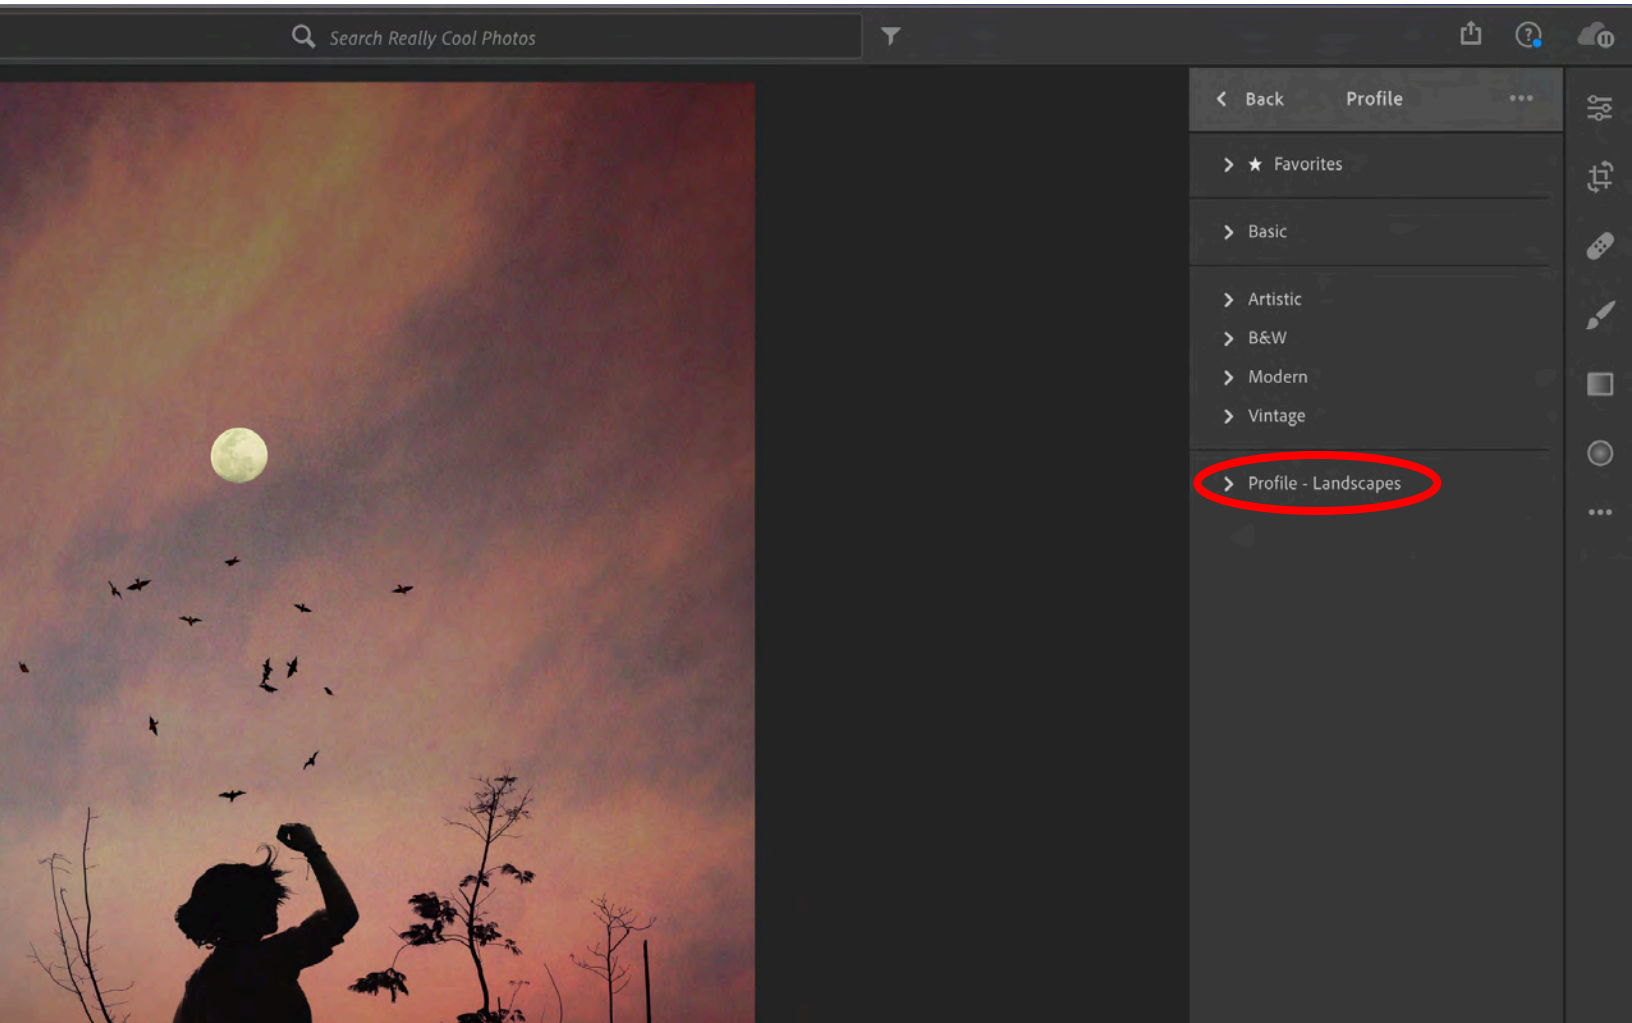 Search Really Cool Photos
Back
Profile
Favorites
Basic
Artistic
B&W
Modern
Vintage
Profile - Landscapes